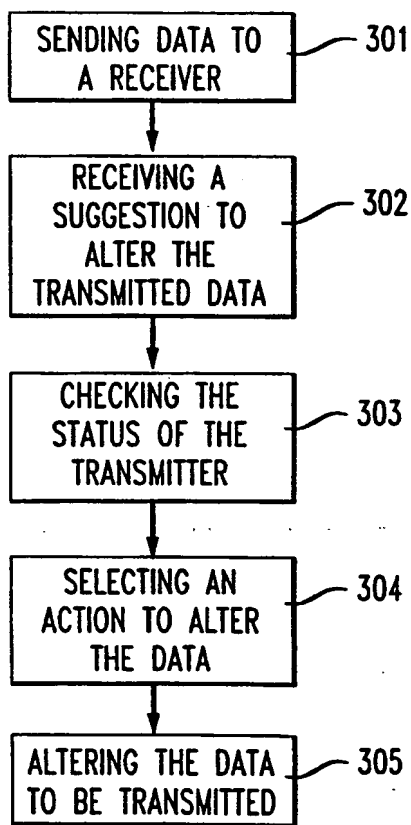 SENDING DATA TO
A RECEIVER
301
RECEIVING A
SUGGESTION TO
ALTER THE
TRANSMITTED DATA
302
CHECKING THE
STATUS OF THE
TRANSMITTER
303
SELECTING AN
ACTION TO ALTER
THE DATA
304
ALTERING THE DATA
TO BE TRANSMITTED
305